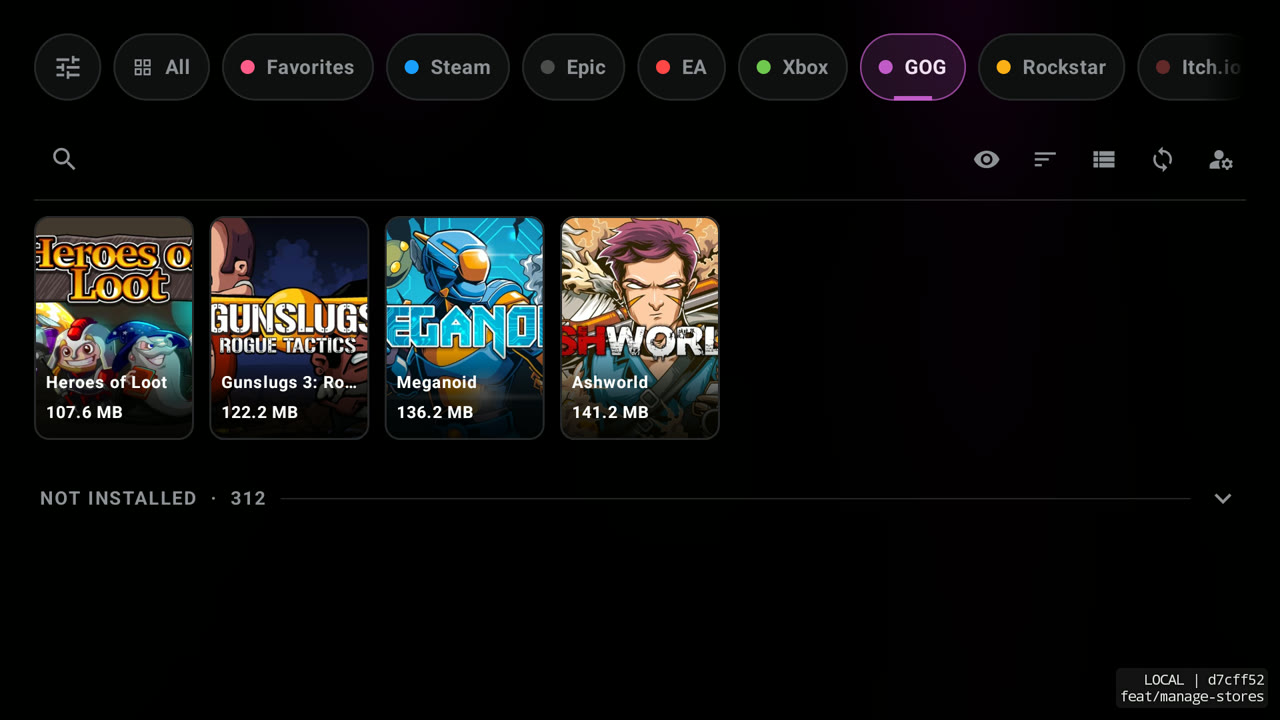 All
Favorites
Steam
Epic
EA
Xbox
GOG
Rockstar
Itch.io
Heroes of
Loot
Heroes of Loot
107.6 MB
GUNSLUGS
ROGUE TACTICS
Gunslugs 3: Ro...
122.2 MB
EGANOI
Meganoid
136.2 MB
SHWORL
Ashworld
141.2 MB
NOT INSTALLED · 312
LOCAL | d7cff52
feat/manage-stores